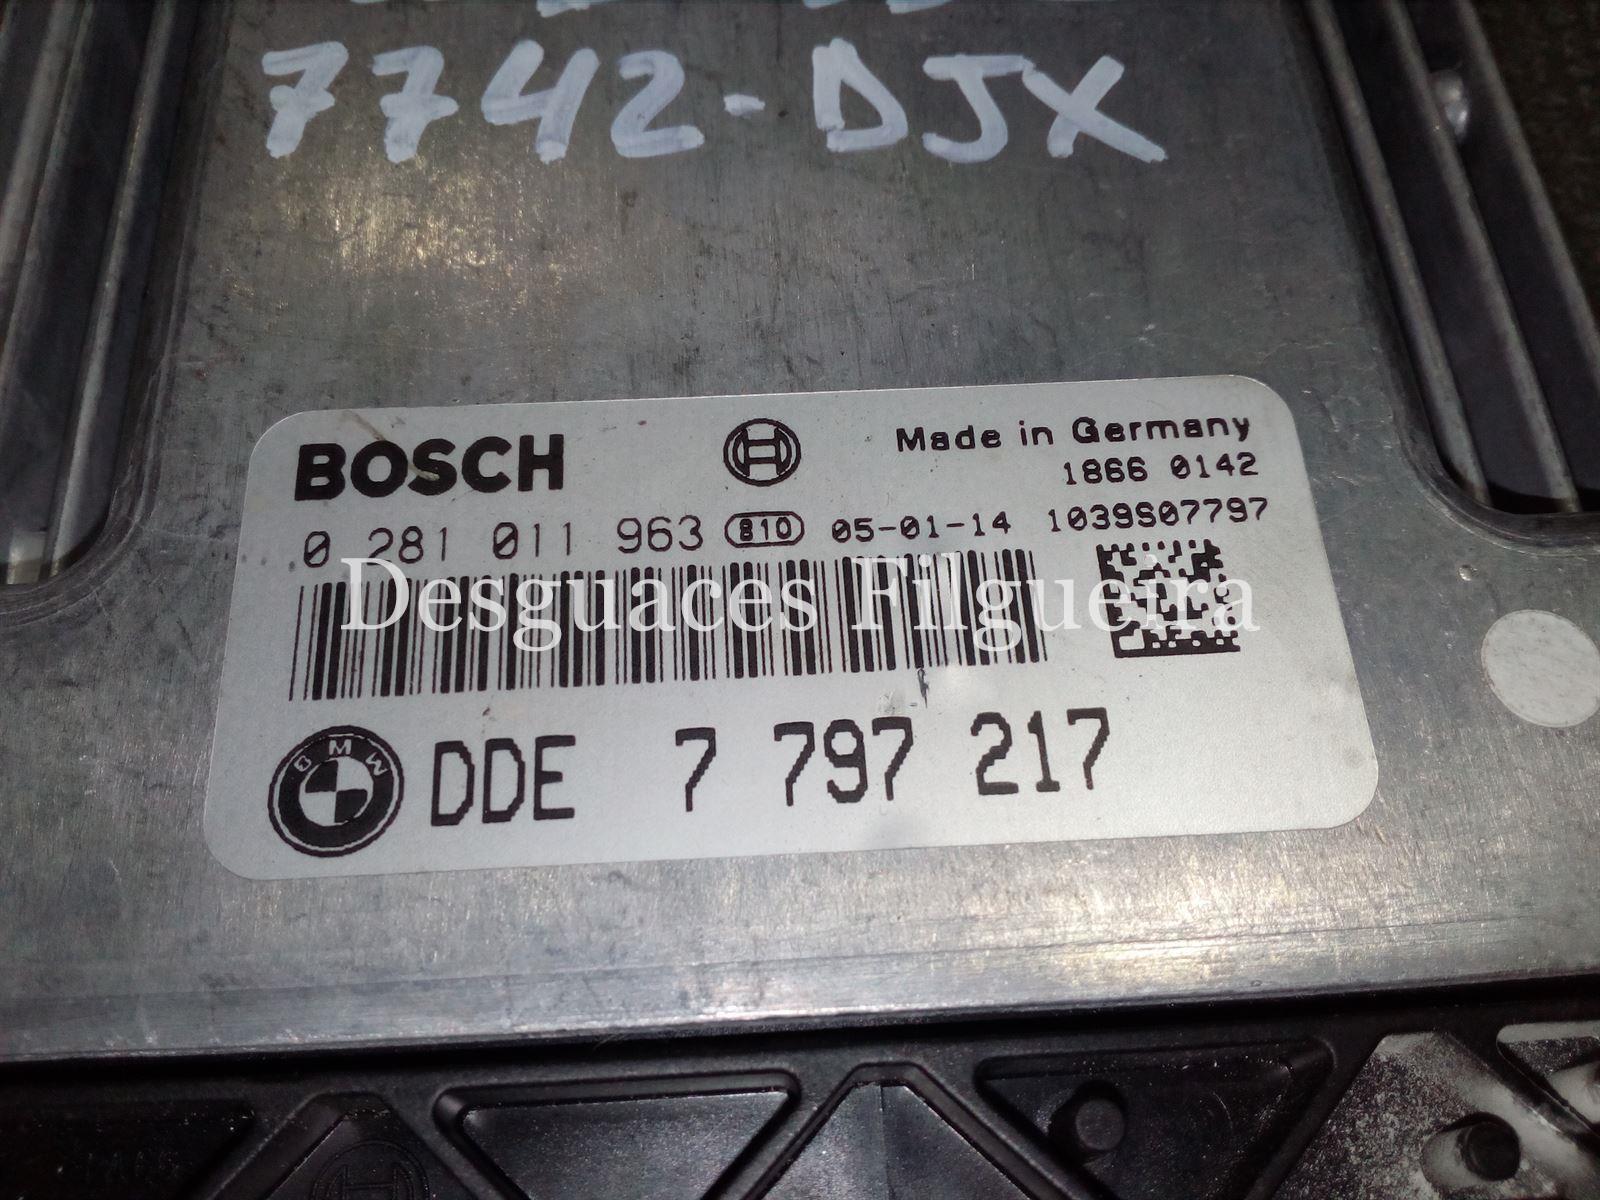 7742-DJX
BOSCH
Made in Germany
1866 0142
0 281 011 963 810 05-01-14 1039S07797
Desguaces Filgueira
BMW DDE 7 797 217